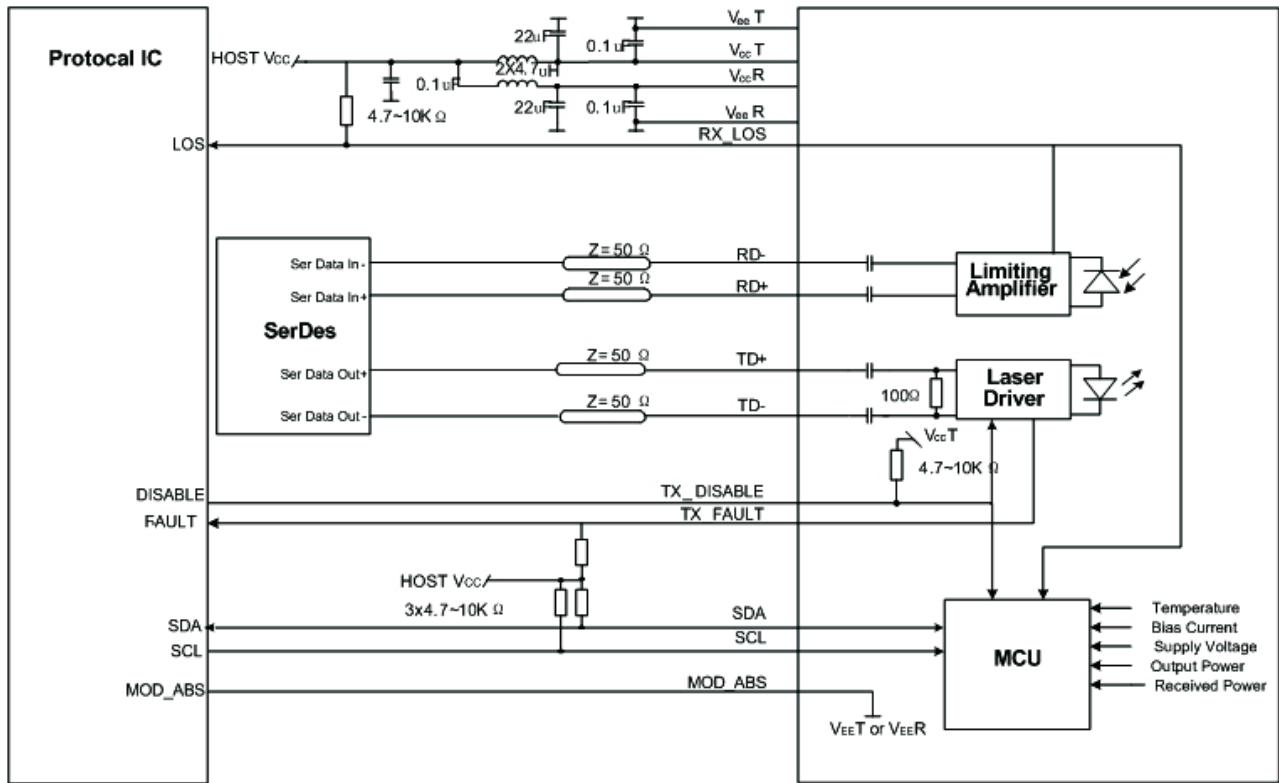 Protocal IC
HOST Vcc
22uF
0.1uF
VeeT
VccT
2X4.7uH
0.1uF
VccR
22uF
0.1uF
VeeR
4.7~10K Ω
LOS
RX_LOS
Z= 50 Ω
RD-
Ser Data In-
Z= 50 Ω
RD+
Ser Data In+
Limiting
Amplifier
SerDes
Z= 50 Ω
TD+
Ser Data Out+
Z= 50 Ω
TD-
Ser Data Out-
100Ω
Laser
Driver
VccT
4.7~10K Ω
DISABLE
TX_DISABLE
FAULT
TX_FAULT
HOST Vcc
3x4.7~10K Ω
SDA
SDA
SCL
SCL
MOD_ABS
MOD_ABS
VEET or VEER
MCU
Temperature
Bias Current
Supply Voltage
Output Power
Received Power